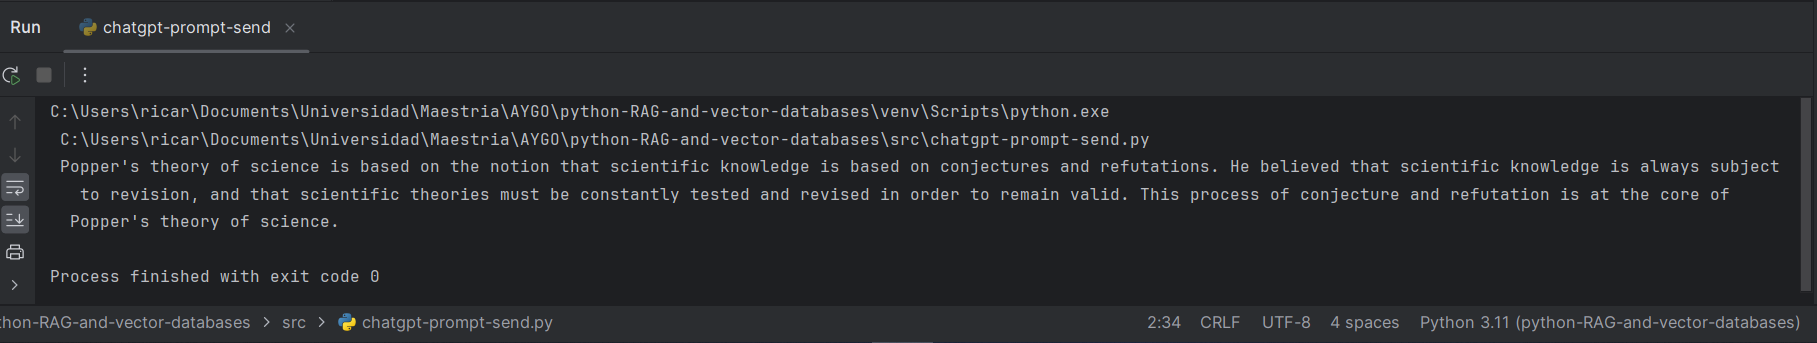 Run chatgpt-prompt-send
C:\Users\ricar\Documents\Universidad\Maestria\AYGO\python-RAG-and-vector-databases\venv\Scripts\python.exe
C:\Users\ricar\Documents\Universidad\Maestria\AYGO\python-RAG-and-vector-databases\src\chatgpt-prompt-send.py
Popper's theory of science is based on the notion that scientific knowledge is based on conjectures and refutations. He believed that scientific knowledge is always subject
to revision, and that scientific theories must be constantly tested and revised in order to remain valid. This process of conjecture and refutation is at the core of
Popper's theory of science.
Process finished with exit code 0
thon-RAG-and-vector-databases > src > chatgpt-prompt-send.py 2:34 CRLF UTF-8 4 spaces Python 3.11 (python-RAG-and-vector-databases)